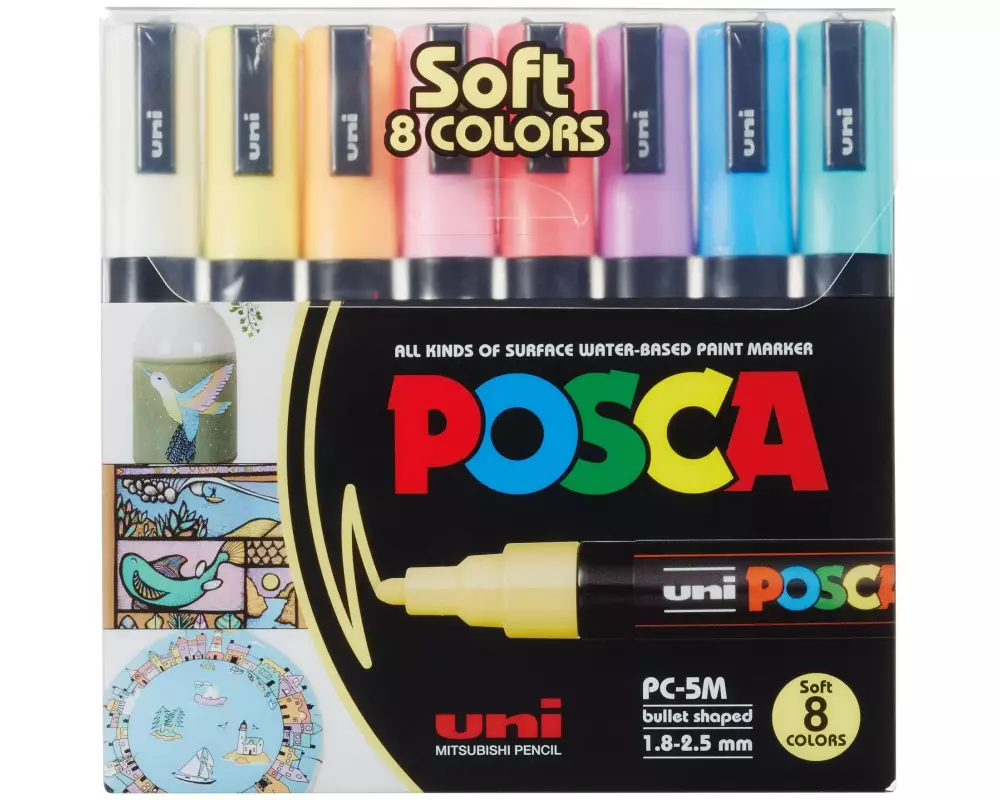 uni uni uni uni uni uni uni uni
Soft
8 COLORS
ALL KINDS OF SURFACE WATER-BASED PAINT MARKER
POSCA
uni POSCA
PC-5M
bullet shaped
1.8-2.5 mm
Soft
8
COLORS
uni
MITSUBISHI PENCIL